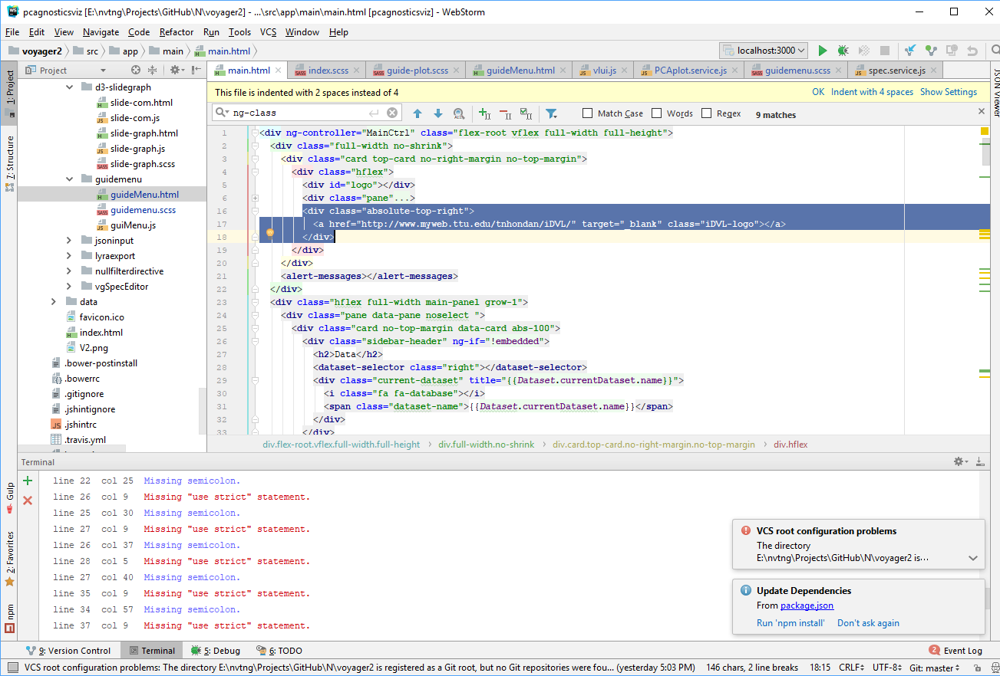 pcagnosticsviz [E:\nvtng\Projects\GitHub\N\voyager2] - ...\src\app\main\main.html [pcagnosticsviz] - WebStorm
File Edit View Navigate Code Refactor Run Tools VCS Window Help
voyager2 src app main main.html localhost:3000
1: Project
7: Structure
Gulp
2: Favorites
npm
JSON Viewer
Project
main.html index.scss guide-plot.scss guideMenu.html vlui.js PCAplot.service.js guidemenu.scss spec.service.js
This file is indented with 2 spaces instead of 4 OK Indent with 4 spaces Show Settings
ng-class Match Case Words Regex 9 matches
d3-slidegraph
slide-com.html
slide-com.js
slide-graph.html
slide-graph.js
slide-graph.scss
guidemenu
guideMenu.html
guidemenu.scss
guiMenu.js
jsoninput
lyraexport
nullfilterdirective
vgSpecEditor
data
favicon.ico
index.html
V2.png
.bower-postinstall
.bowerrc
.gitignore
.jshintignore
.jshintrc
.travis.yml
1 <div ng-controller="MainCtrl" class="flex-root vflex full-width full-height">
2 <div class="full-width no-shrink">
3 <div class="card top-card no-right-margin no-top-margin">
4 <div class="hflex">
5 <div id="logo"></div>
6 <div class="pane"...>
16 <div class="absolute-top-right">
17 <a href="http://www.myweb.ttu.edu/tnhondan/iDVL/" target="_blank" class="iDVL-logo"></a>
18 </div>
19 </div>
20 </div>
21 <alert-messages></alert-messages>
22 </div>
23 <div class="hflex full-width main-panel grow-1">
24 <div class="pane data-pane noselect ">
25 <div class="card no-top-margin data-card abs-100">
26 <div class="sidebar-header" ng-if="!embedded">
27 <h2>Data</h2>
28 <dataset-selector class="right"></dataset-selector>
29 <div class="current-dataset" title="{{Dataset.currentDataset.name}}">
30 <i class="fa fa-database"></i>
31 <span class="dataset-name">{{Dataset.currentDataset.name}}</span>
32 </div>
33 </div>
div.flex-root.vflex.full-width.full-height div.full-width.no-shrink div.card.top-card.no-right-margin.no-top-margin div.hflex
Terminal
line 22 col 25 Missing semicolon.
line 26 col 9 Missing "use strict" statement.
line 25 col 30 Missing semicolon.
line 27 col 9 Missing "use strict" statement.
line 26 col 37 Missing semicolon.
line 28 col 5 Missing "use strict" statement.
line 27 col 40 Missing semicolon.
line 35 col 9 Missing "use strict" statement.
line 34 col 57 Missing semicolon.
line 37 col 9 Missing "use strict" statement.
VCS root configuration problems
The directory
E:\nvtng\Projects\GitHub\N\voyager2 is...
Update Dependencies
From package.json
Run 'npm install' Don't ask again
9: Version Control Terminal 5: Debug 6: TODO 2 Event Log
VCS root configuration problems: The directory E:\nvtng\Projects\GitHub\N\voyager2 is registered as a Git root, but no Git repositories were fou... (yesterday 5:03 PM) 146 chars, 2 line breaks 18:15 CRLF UTF-8 Git: master